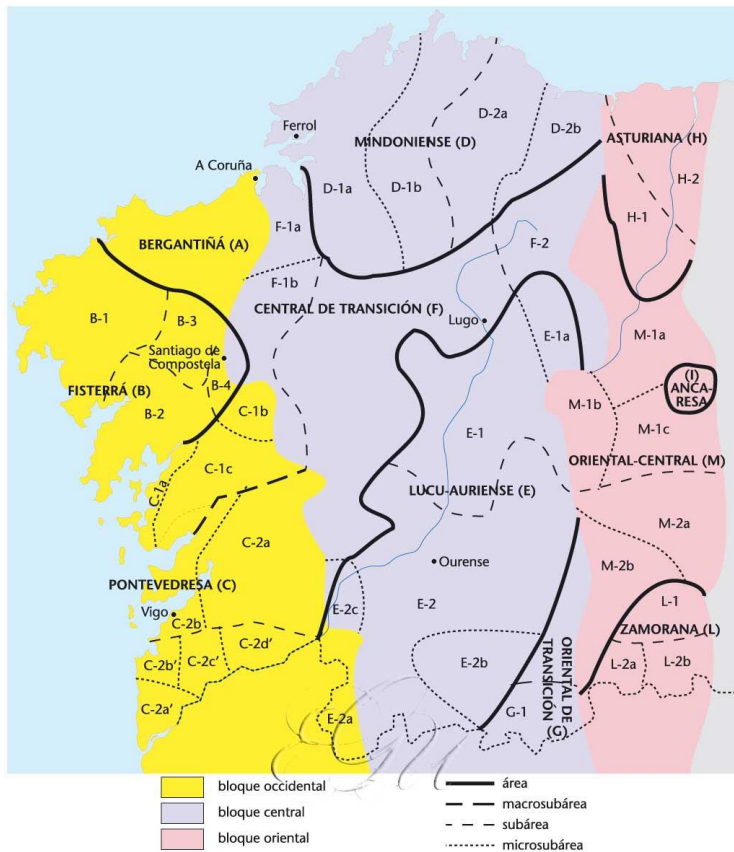 Ferrol
MINDONIENSE (D)
D-2a
D-2b
ASTURIANA (H)
A Coruña
D-1a
D-1b
H-2
H-1
F-1a
F-2
BERGANTIÑÁ (A)
F-1b
CENTRAL DE TRANSICIÓN (F)
B-1
B-3
Lugo
E-1a
M-1a
Santiago de
Compostela
FISTERRÁ (B)
B-4
B-2
C-1b
(I)
ANCA-
RESA
M-1b
M-1c
E-1
C-1a
C-1c
ORIENTAL-CENTRAL (M)
LUCU-AURIENSE (E)
C-2a
M-2a
Ourense
M-2b
PONTEVEDRESA (C)
Vigo
E-2c
E-2
L-1
C-2b
ZAMORANA (L)
C-2b'
C-2c'
C-2d'
E-2b
L-2a
L-2b
ORIENTAL DE
TRANSICIÓN (G)
C-2a'
E-2a
G-1
Gm
bloque occidental
bloque central
bloque oriental
área
macrosubárea
subárea
microsubárea